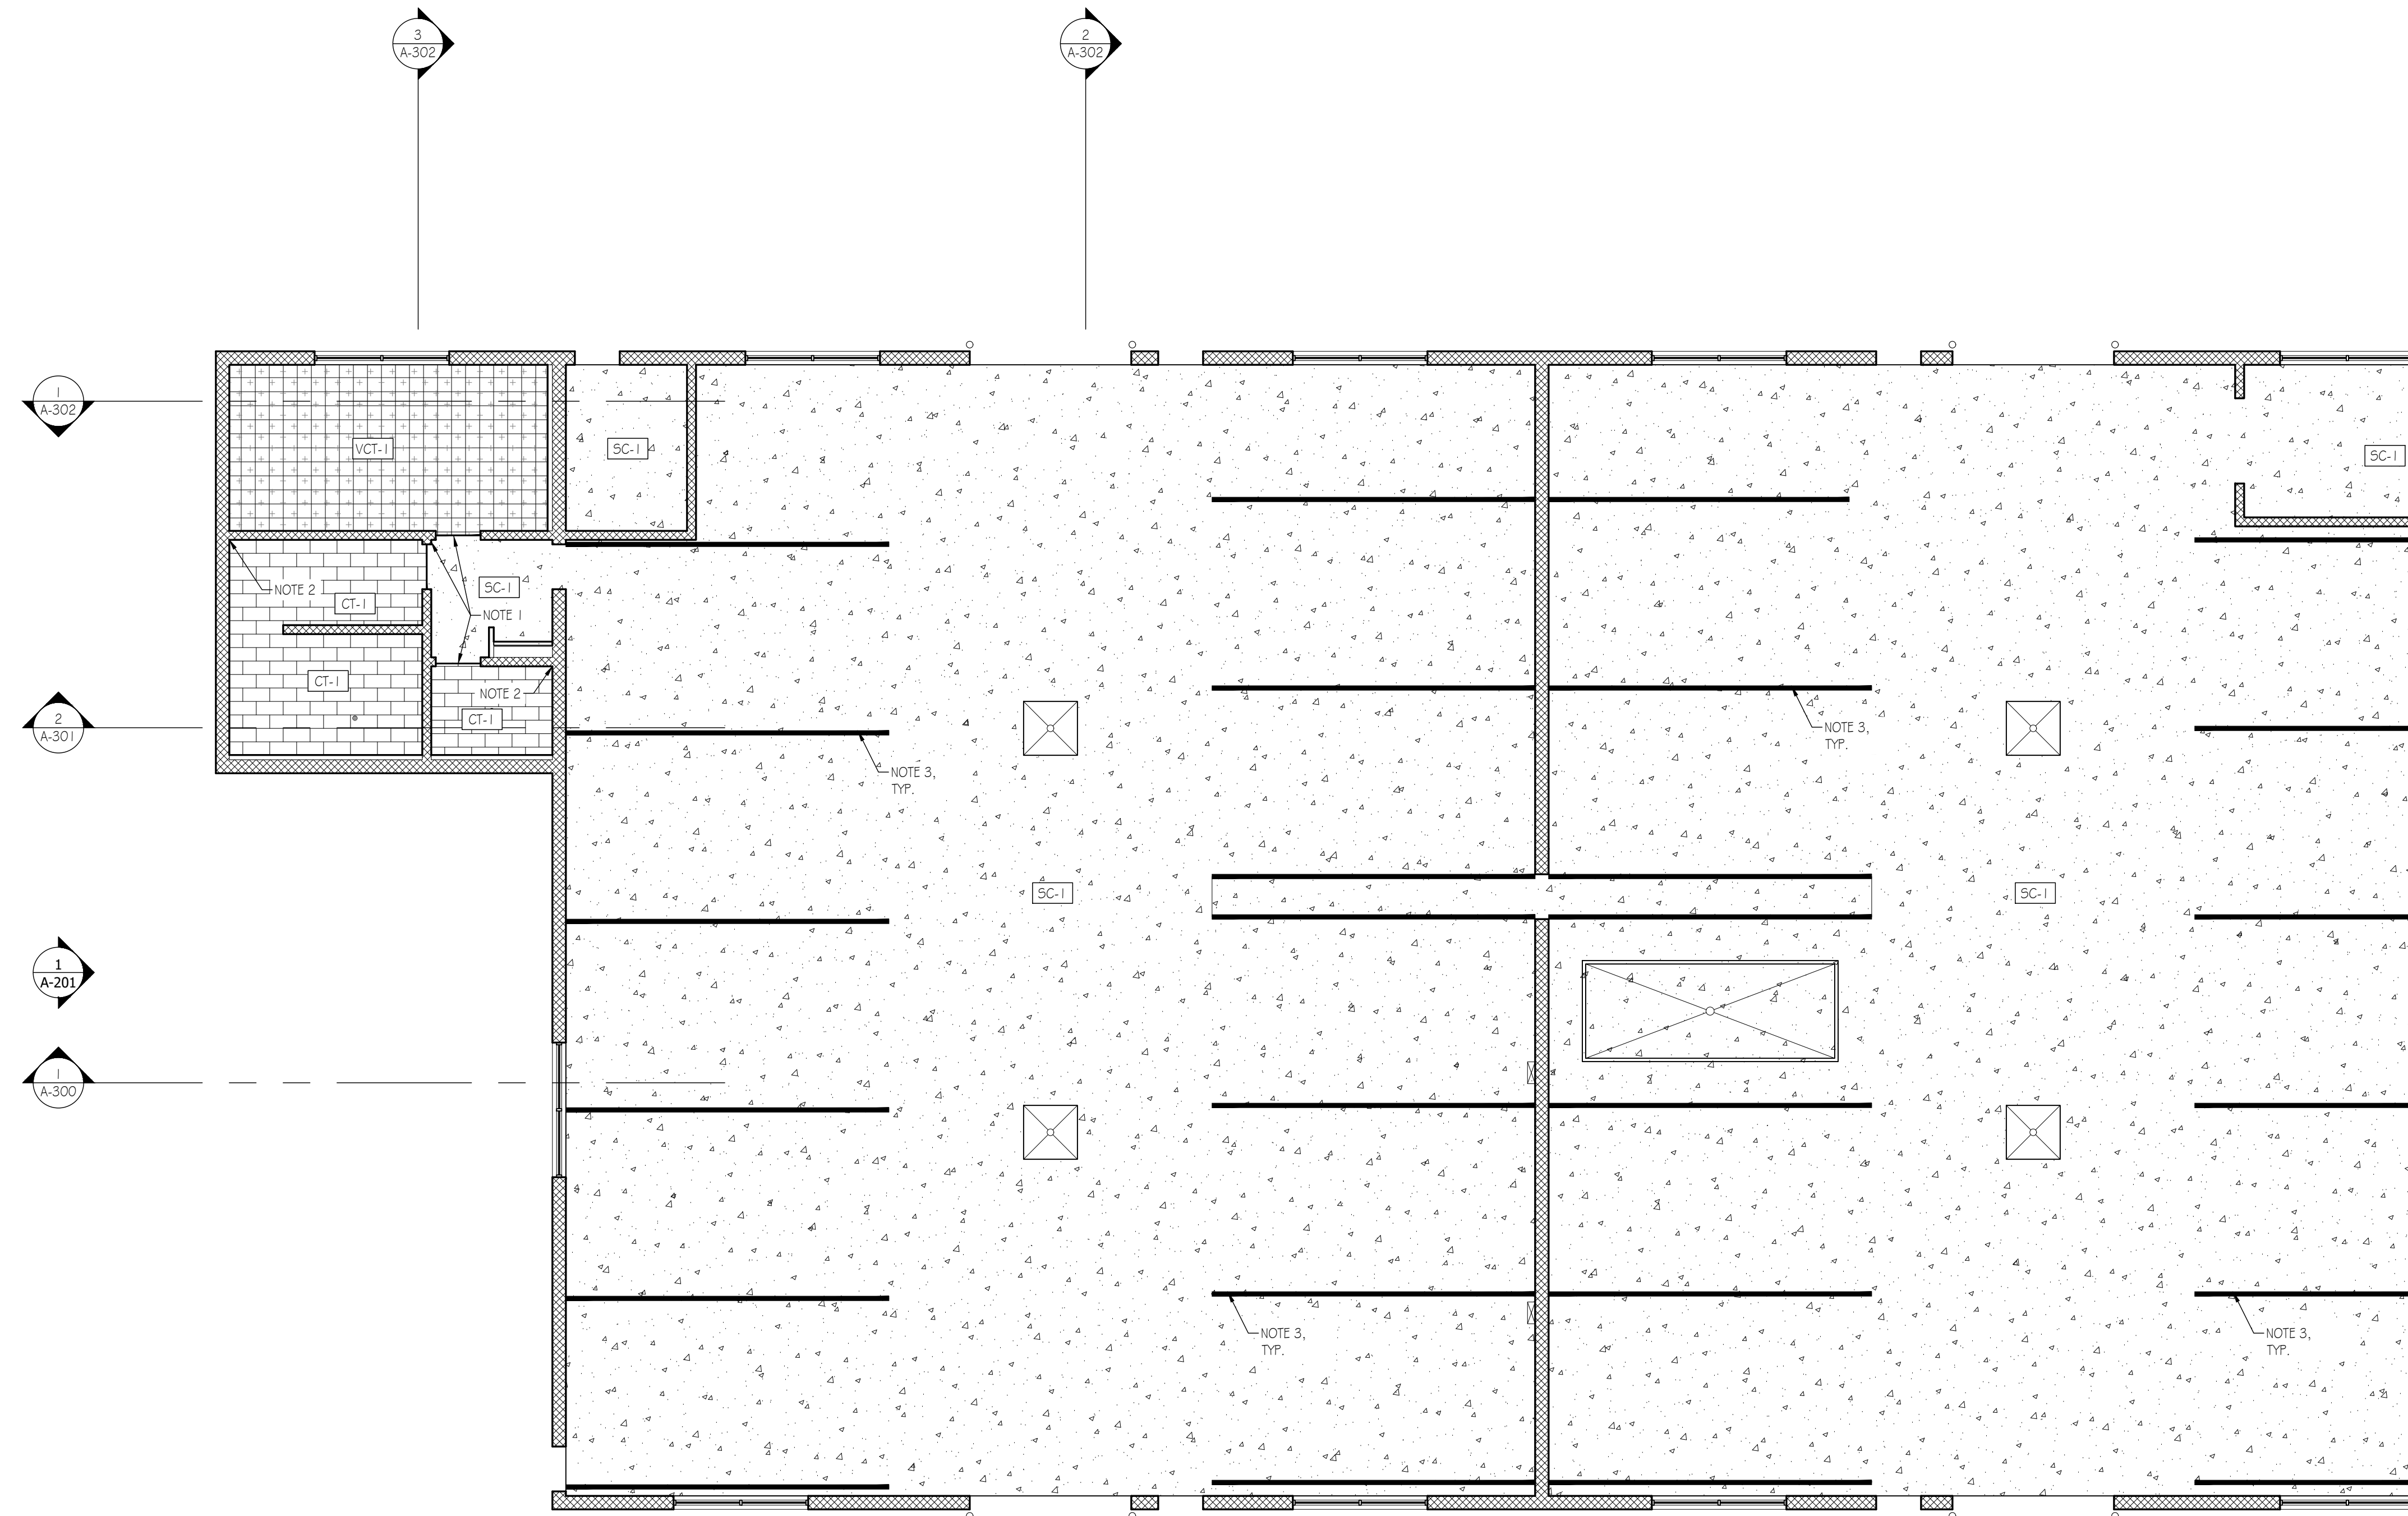 3
A-302
2
A-302
1
A-302
VCT-1
SC-1
SC-1
NOTE 2
CT-1
SC-1
NOTE 1
CT-1
NOTE 2
CT-1
2
A-301
NOTE 3,
TYP.
NOTE 3,
TYP.
SC-1
SC-1
1
A-201
1
A-300
NOTE 3,
TYP.
NOTE 3,
TYP.